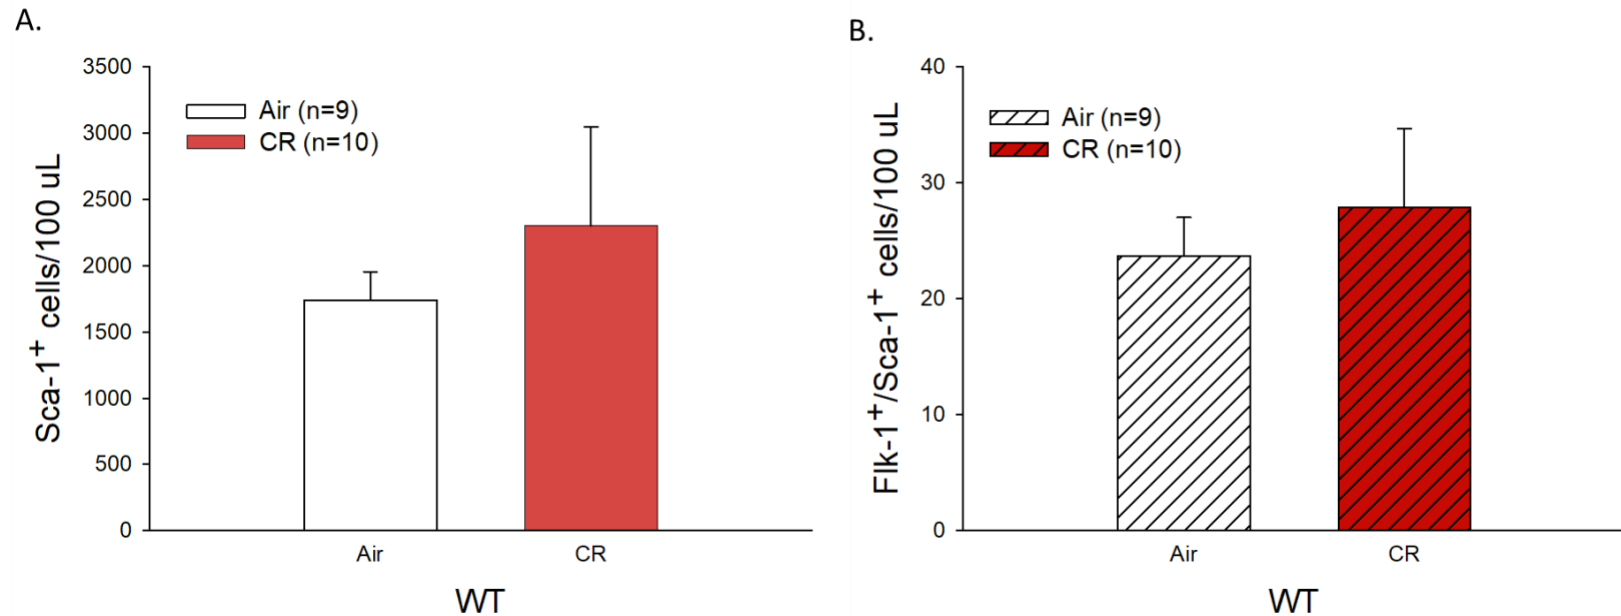 A.
3500
3000
2500
2000
1500
1000
500
0
Sca-1⁺ cells/100 uL
Air (n=9)
CR (n=10)
Air
CR
WT
B.
40
30
20
10
0
Flk-1⁺/Sca-1⁺ cells/100 uL
Air (n=9)
CR (n=10)
Air
CR
WT